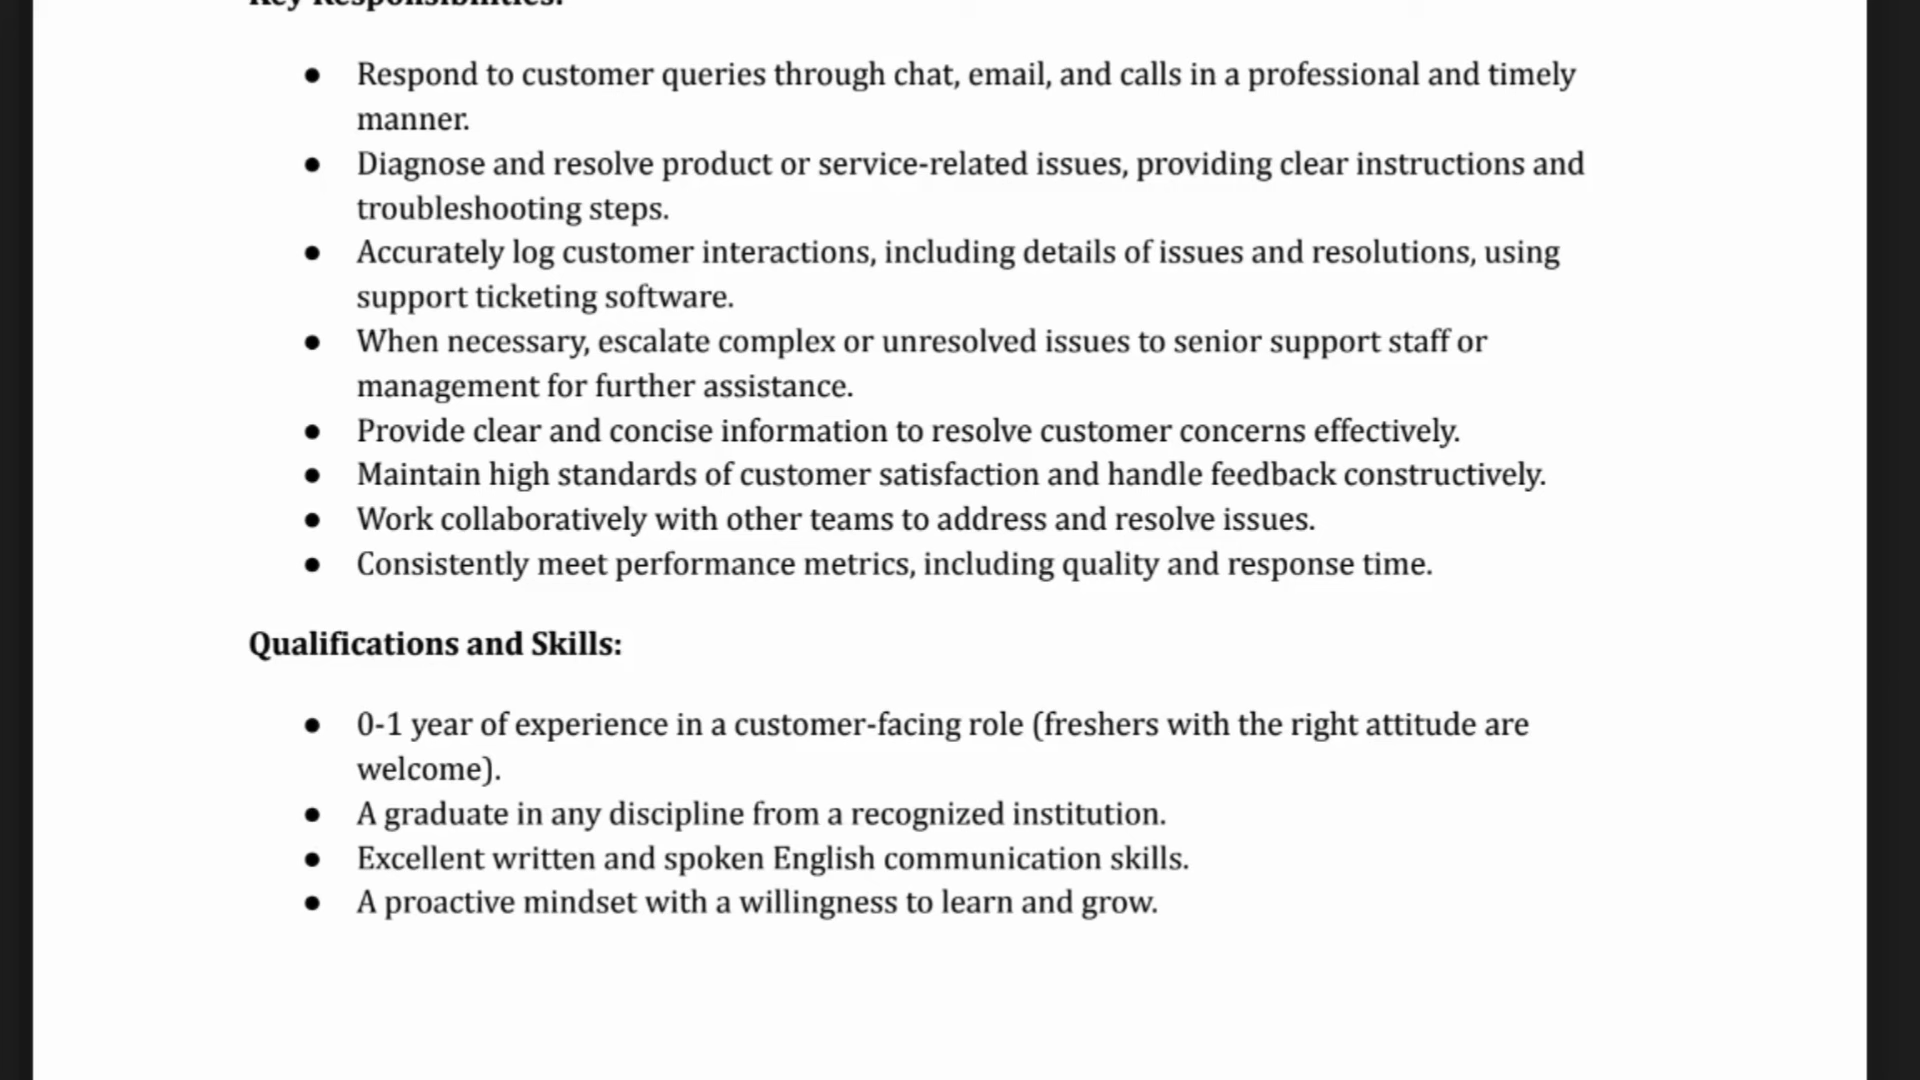 Key Responsibilities:
● Respond to customer queries through chat, email, and calls in a professional and timely
manner.
● Diagnose and resolve product or service-related issues, providing clear instructions and
troubleshooting steps.
● Accurately log customer interactions, including details of issues and resolutions, using
support ticketing software.
● When necessary, escalate complex or unresolved issues to senior support staff or
management for further assistance.
● Provide clear and concise information to resolve customer concerns effectively.
● Maintain high standards of customer satisfaction and handle feedback constructively.
● Work collaboratively with other teams to address and resolve issues.
● Consistently meet performance metrics, including quality and response time.
Qualifications and Skills:
● 0-1 year of experience in a customer-facing role (freshers with the right attitude are
welcome).
● A graduate in any discipline from a recognized institution.
● Excellent written and spoken English communication skills.
● A proactive mindset with a willingness to learn and grow.